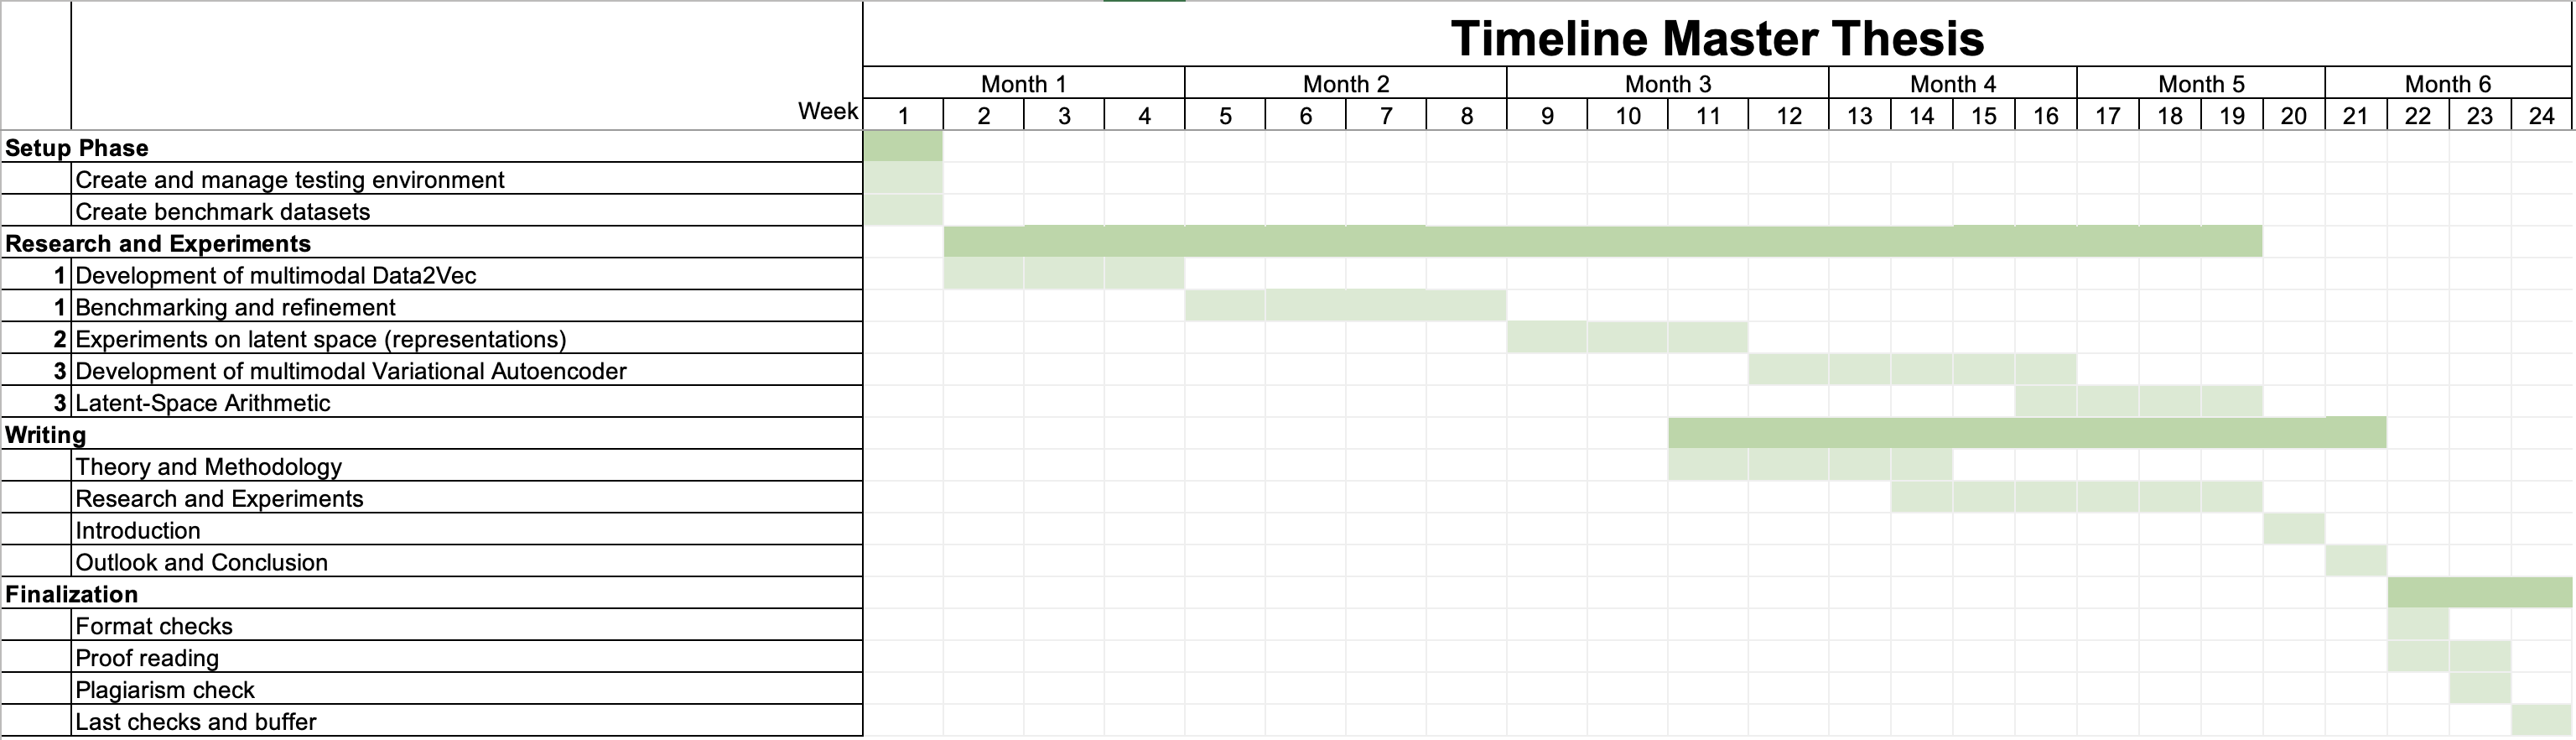 Timeline Master Thesis
Month 1 Month 2 Month 3 Month 4 Month 5 Month 6
Week 1 2 3 4 5 6 7 8 9 10 11 12 13 14 15 16 17 18 19 20 21 22 23 24
Setup Phase
Create and manage testing environment
Create benchmark datasets
Research and Experiments
1 Development of multimodal Data2Vec
1 Benchmarking and refinement
2 Experiments on latent space (representations)
3 Development of multimodal Variational Autoencoder
3 Latent-Space Arithmetic
Writing
Theory and Methodology
Research and Experiments
Introduction
Outlook and Conclusion
Finalization
Format checks
Proof reading
Plagiarism check
Last checks and buffer